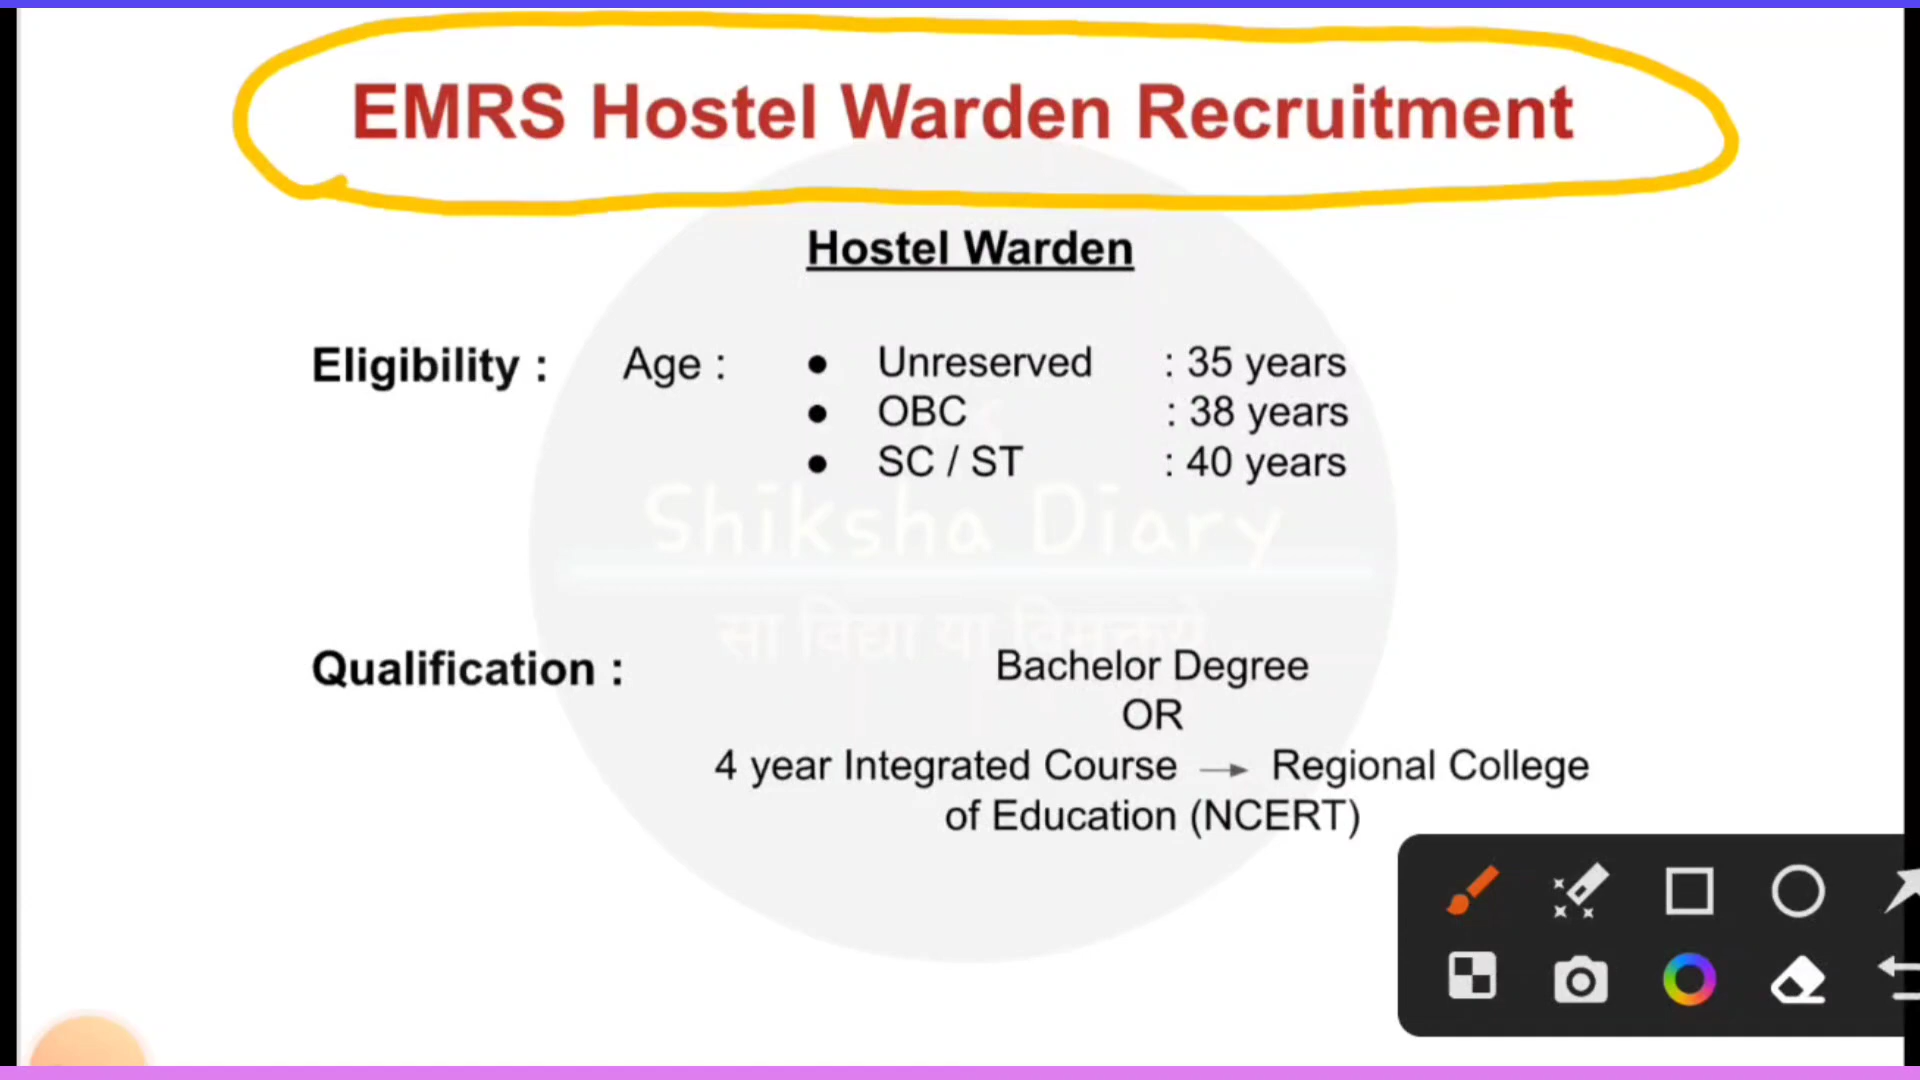 EMRS Hostel Warden Recruitment
Hostel Warden
Eligibility : Age : ● Unreserved : 35 years
● OBC : 38 years
● SC / ST : 40 years
Shiksha Diary
सा विद्या या विमुक्तये
Qualification : Bachelor Degree
OR
4 year Integrated Course → Regional College
of Education (NCERT)